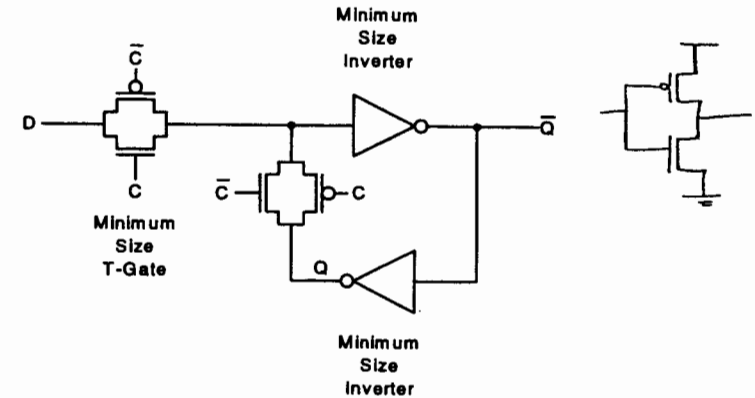 Minimum
Size
Inverter
C̅
D
Q̅
C
C̅
C
Minimum
Size
T-Gate
Q
Minimum
Size
Inverter